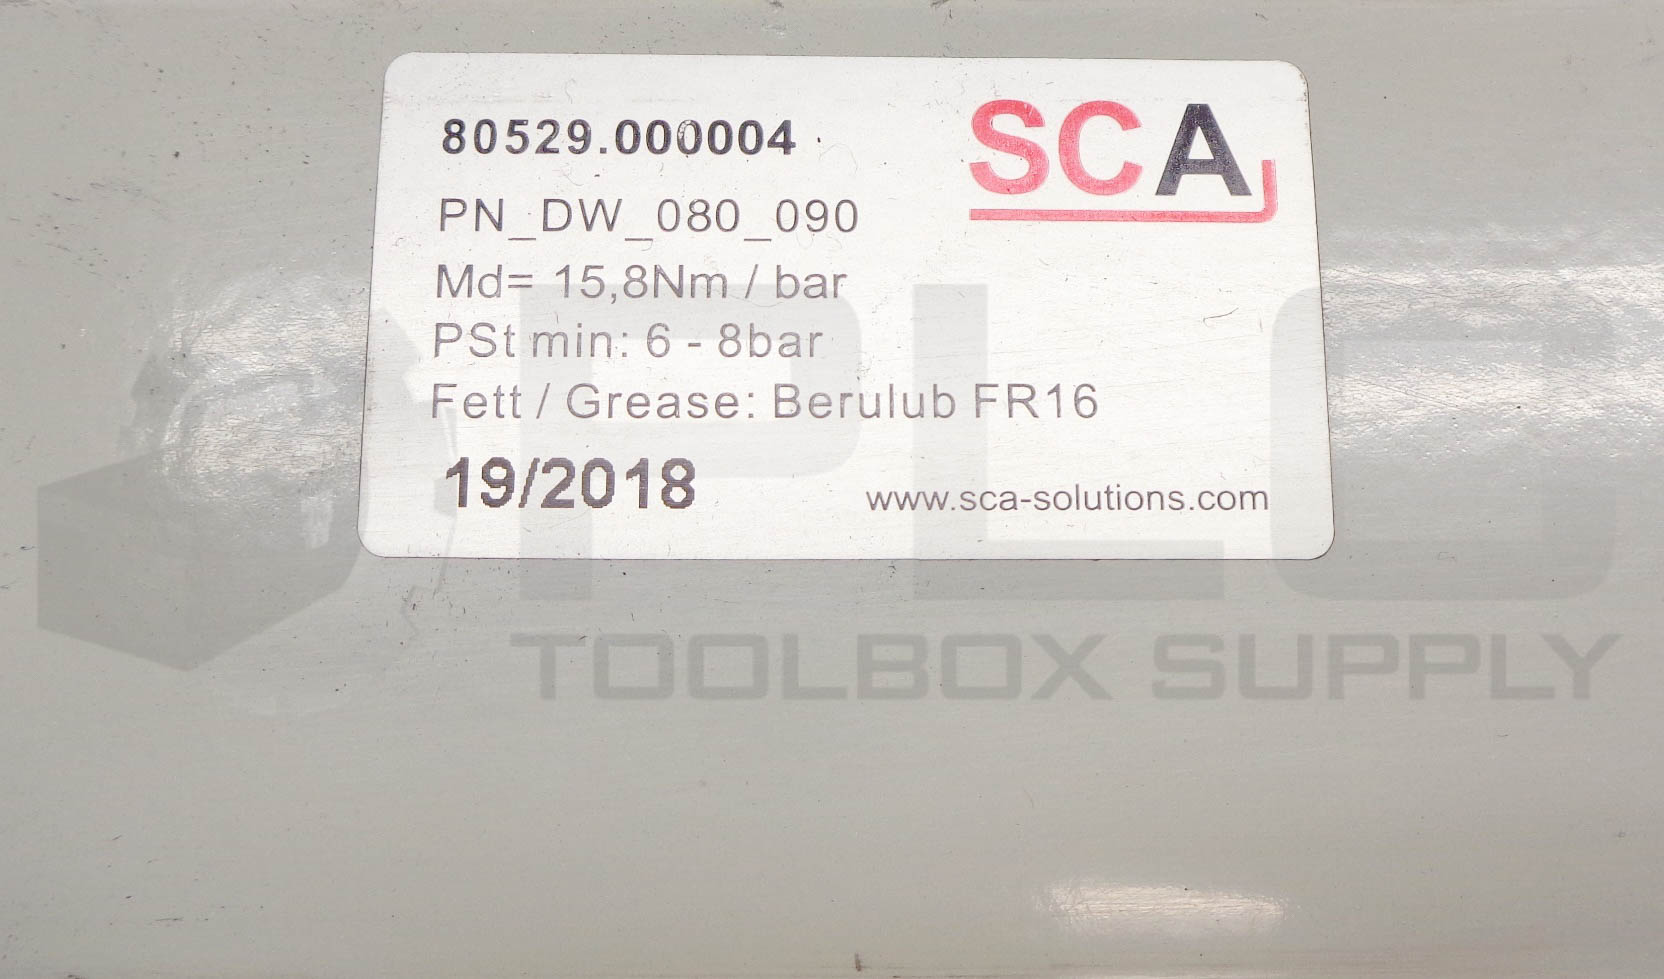 80529.000004
SCA
PN_DW_080_090
Md= 15,8Nm / bar
PSt min: 6 - 8bar
Fett / Grease: Berulub FR16
19/2018
www.sca-solutions.com
PLC
TOOLBOX SUPPLY